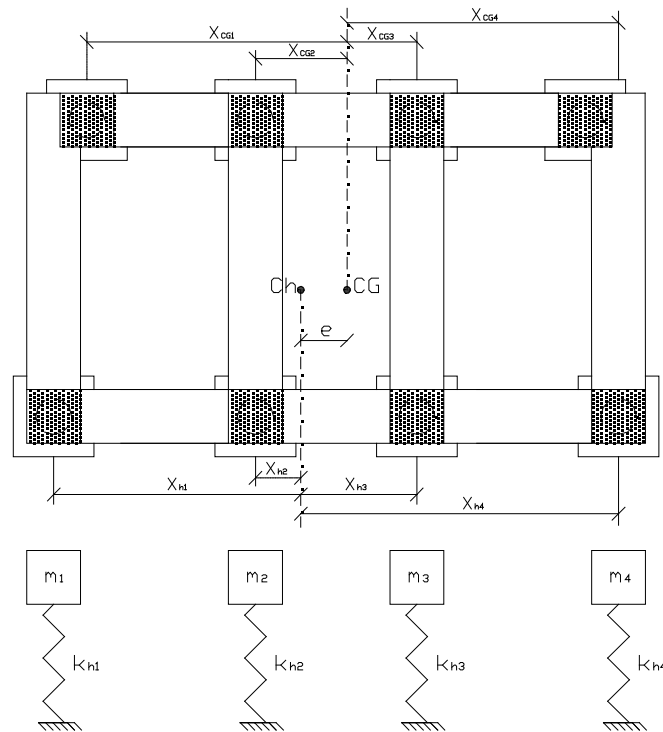 XCG4
XCG1 XCG3
XCG2
Ch CG
e
Xh2
Xh1 Xh3
Xh4
m1 m2 m3 m4
kh1 kh2 kh3 kh4